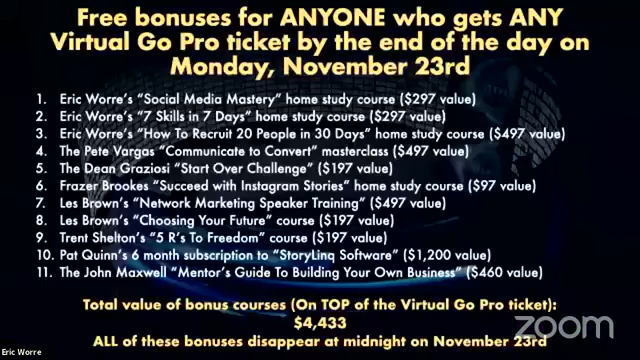 Free bonuses for ANYONE who gets ANY
Virtual Go Pro ticket by the end of the day on
Monday, November 23rd
1. Eric Worre's “Social Media Mastery” home study course ($297 value)
2. Eric Worre's “7 Skills in 7 Days” home study course ($297 value)
3. Eric Worre's “How To Recruit 20 People in 30 Days” home study course ($497 value)
4. The Pete Vargas “Communicate to Convert” masterclass ($497 value)
5. The Dean Graziosi “Start Over Challenge” ($197 value)
6. Frazer Brookes “Succeed with Instagram Stories” home study course ($97 value)
7. Les Brown's “Network Marketing Speaker Training” ($497 value)
8. Les Brown's “Choosing Your Future” course ($197 value)
9. Trent Shelton's “5 R's To Freedom” course ($197 value)
10. Pat Quinn's 6 month subscription to “StoryLinq Software” ($1,200 value)
11. The John Maxwell “Mentor's Guide To Building Your Own Business” ($460 value)
Total value of bonus courses (On TOP of the Virtual Go Pro ticket):
$4,433
ALL of these bonuses disappear at midnight on November 23rd
zoom
Eric Worre